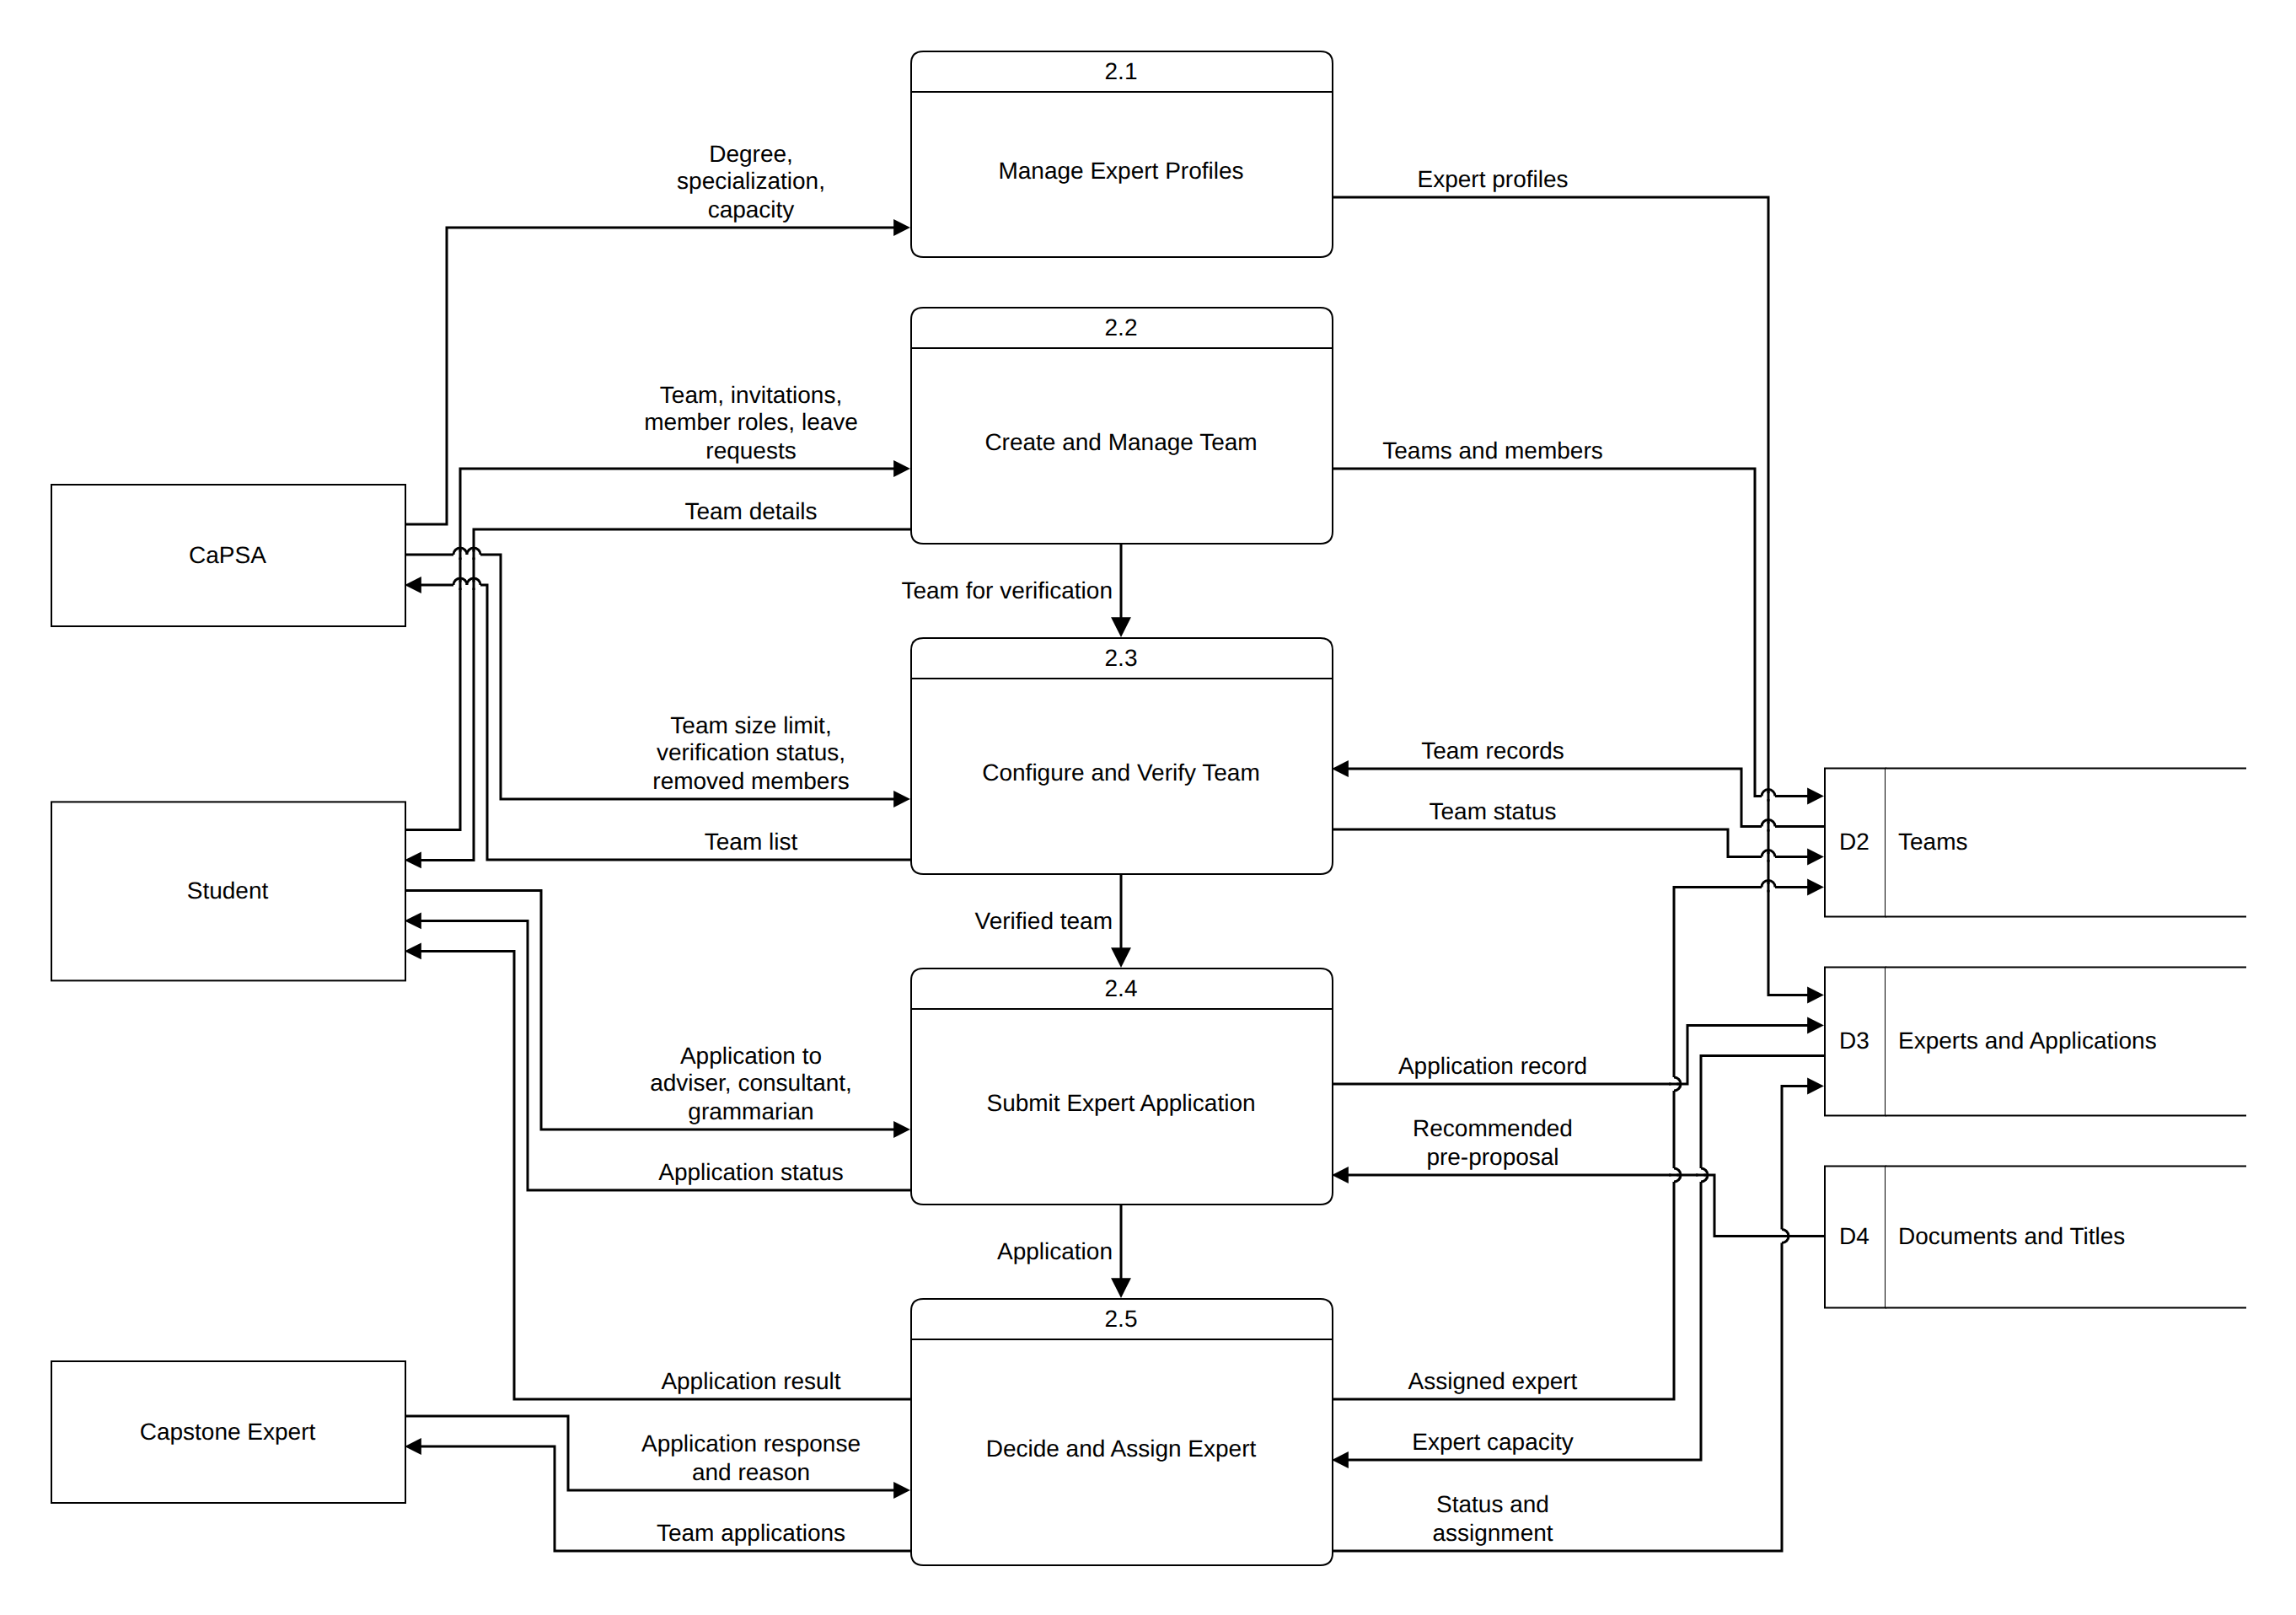 2.1
Manage Expert Profiles
Degree,
specialization,
capacity
Expert profiles
2.2
Create and Manage Team
Team, invitations,
member roles, leave
requests
Teams and members
Team details
CaPSA
Team for verification
2.3
Configure and Verify Team
Team size limit,
verification status,
removed members
Team records
Team status
Team list
D2
Teams
Student
Verified team
2.4
Submit Expert Application
Application to
adviser, consultant,
grammarian
Application status
Application record
Recommended
pre-proposal
D3
Experts and Applications
D4
Documents and Titles
Application
2.5
Decide and Assign Expert
Application result
Assigned expert
Capstone Expert
Application response
and reason
Expert capacity
Team applications
Status and
assignment